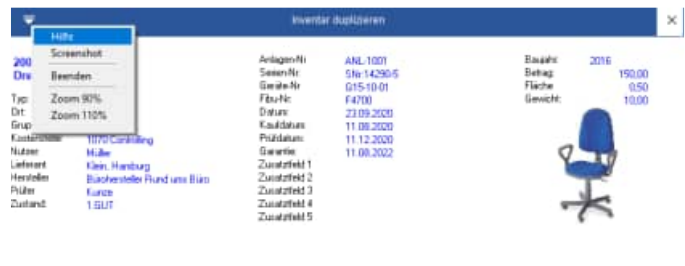 Inventar duplizieren
Hilfe
Screenshot
Beenden
Zoom 90%
Zoom 110%
200
Dre
Typ:
Ort:
Grup
Kostenstelle 1070 Controlling
Nutzer Müller
Lieferant Klein, Hamburg
Hersteller Bürohersteller Rund ums Büro
Prüfer Kunze
Zustand: 1.GUT
Anlagen-Nr ANL-1001
Serien-Nr: SNr-14290-5
Geräte-Nr G15-10-01
Fibu-Nr: F4700
Datum: 23.09.2020
Kaufdatum: 11.08.2020
Prüfdatum: 11.12.2020
Garantie: 11.08.2022
Zusatzfeld 1
Zusatzfeld 2
Zusatzfeld 3
Zusatzfeld 4
Zusatzfeld 5
Baujahr: 2016
Betrag: 150,00
Fläche 0,50
Gewicht: 10,00